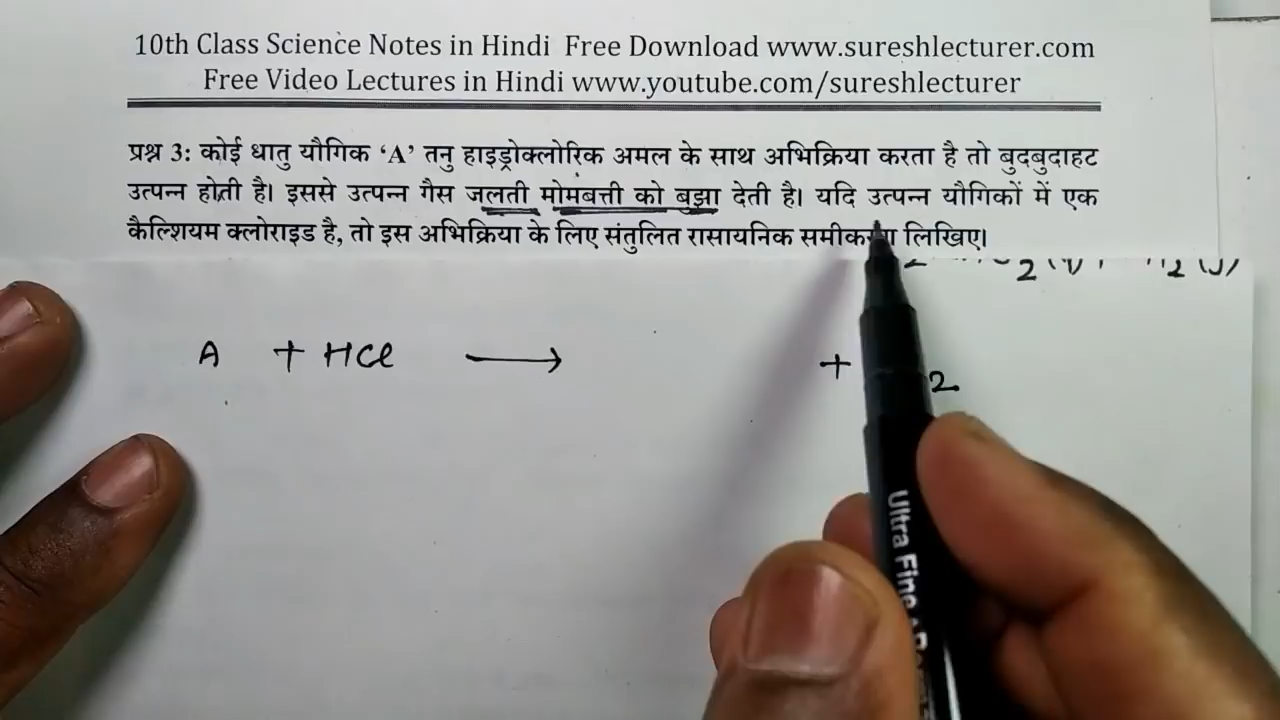 10th Class Science Notes in Hindi Free Download www.sureshlecturer.com
Free Video Lectures in Hindi www.youtube.com/sureshlecturer
प्रश्न 3: कोई धातु यौगिक ‘A’ तनु हाइड्रोक्लोरिक अमल के साथ अभिक्रिया करता है तो बुदबुदाहट
उत्पन्न होती है। इससे उत्पन्न गैस जलती मोमबत्ती को बुझा देती है। यदि उत्पन्न यौगिकों में एक
कैल्शियम क्लोराइड है, तो इस अभिक्रिया के लिए संतुलित रासायनिक समीकरण लिखिए।
A + HCl ⟶ + 2
Ultra Fine